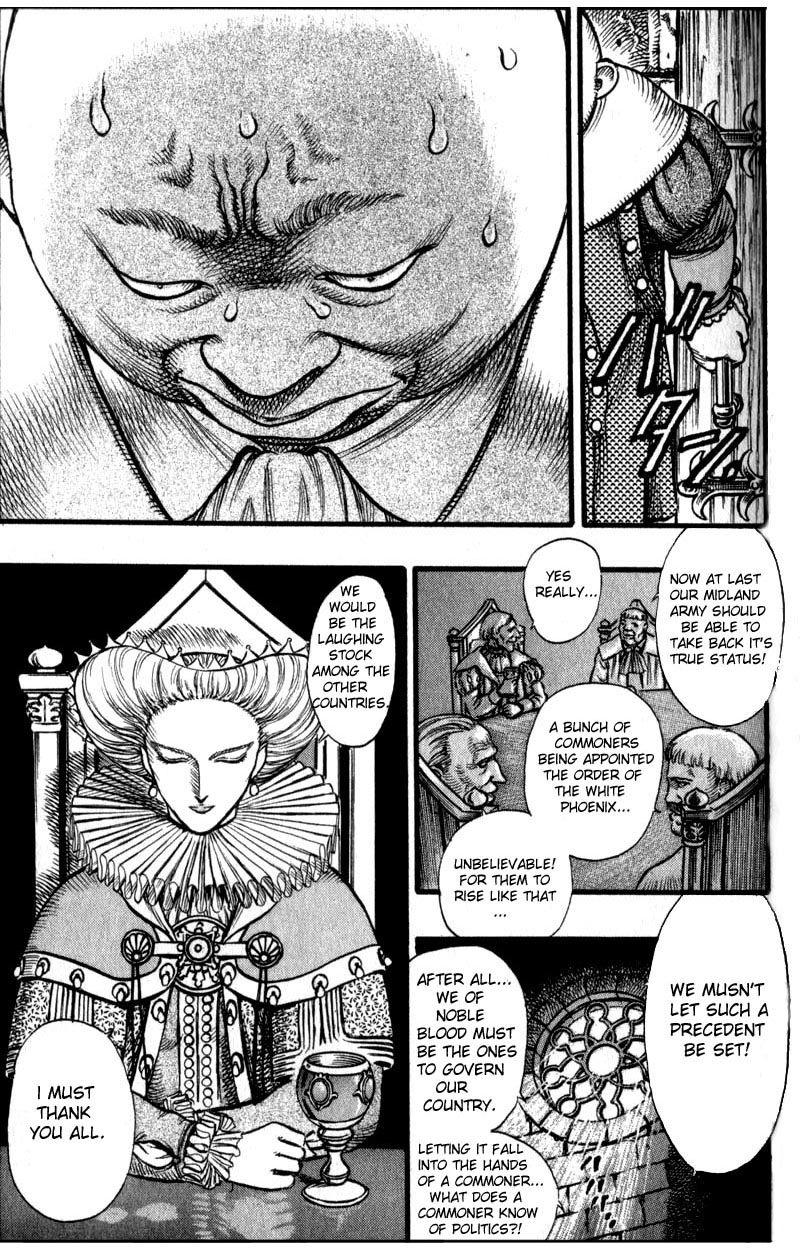 バタン
NOW AT LAST
OUR MIDLAND
ARMY SHOULD
BE ABLE TO
TAKE BACK IT'S
TRUE STATUS!
YES
REALLY...
A BUNCH OF
COMMONERS
BEING APPOINTED
THE ORDER OF
THE WHITE
PHOENIX...
UNBELIEVABLE!
FOR THEM TO
RISE LIKE THAT
...
WE MUSN'T
LET SUCH A
PRECEDENT
BE SET!
AFTER ALL...
WE OF
NOBLE
BLOOD MUST
BE THE ONES
TO GOVERN
OUR
COUNTRY.
LETTING IT FALL
INTO THE HANDS
OF A COMMONER...
WHAT DOES A
COMMONER KNOW
OF POLITICS?!
WE
WOULD
BE THE
LAUGHING
STOCK
AMONG THE
OTHER
COUNTRIES.
I MUST
THANK
YOU ALL.